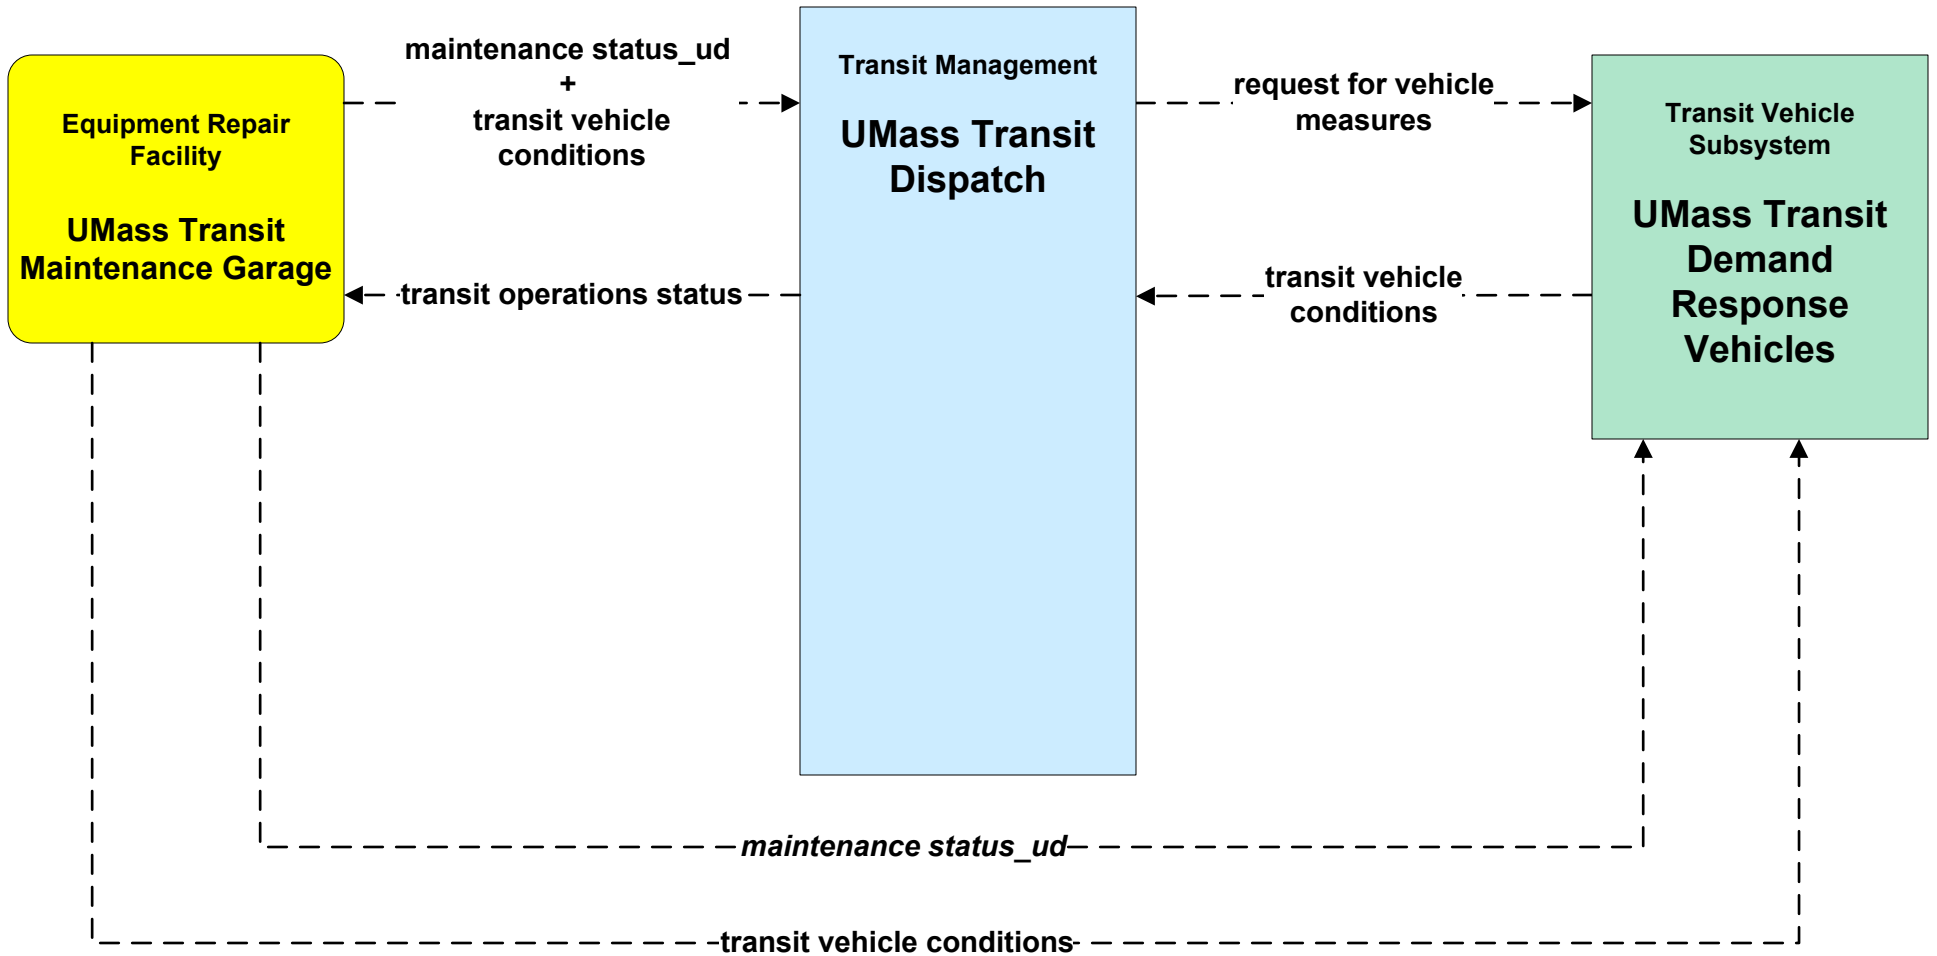 Equipment Repair
Facility
UMass Transit
Maintenance Garage
maintenance status_ud
+
transit vehicle
conditions
transit operations status
Transit Management
UMass Transit
Dispatch
request for vehicle
measures
transit vehicle
conditions
Transit Vehicle
Subsystem
UMass Transit
Demand
Response
Vehicles
maintenance status_ud
transit vehicle conditions